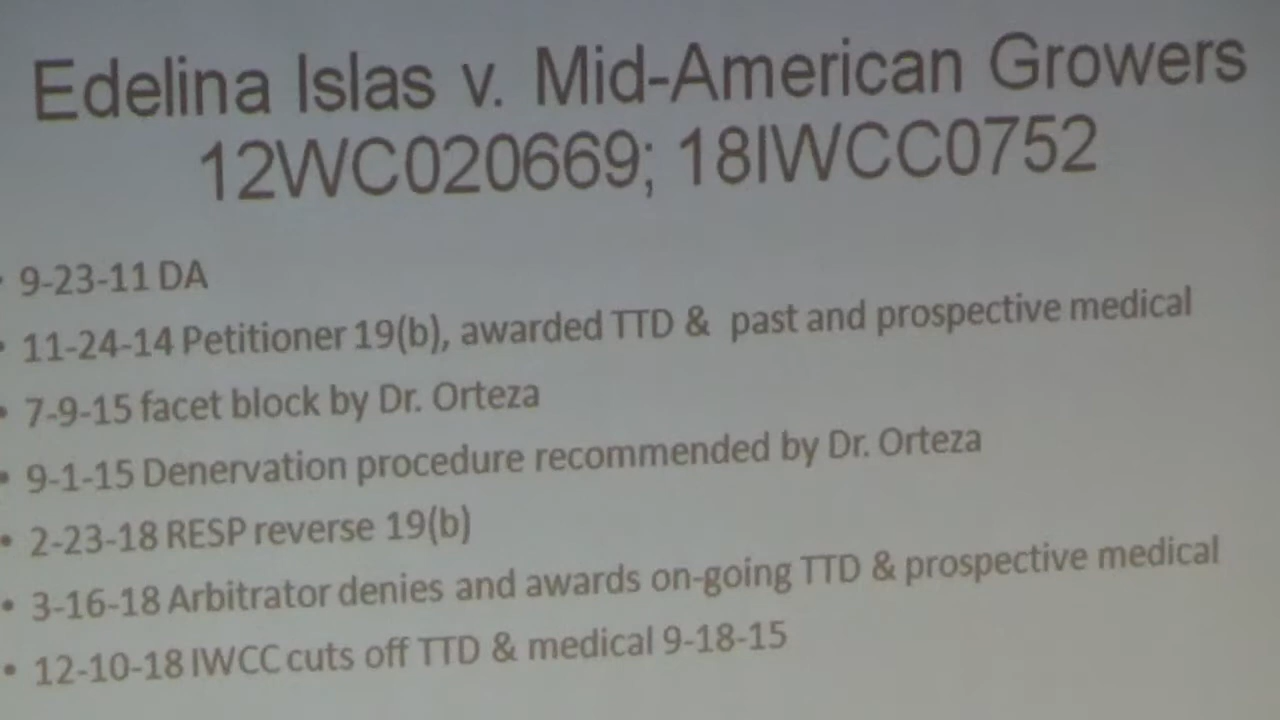 Edelina Islas v. Mid-American Growers
12WC020669; 18IWCC0752
• 9-23-11 DA
• 11-24-14 Petitioner 19(b), awarded TTD & past and prospective medical
• 7-9-15 facet block by Dr. Orteza
• 9-1-15 Denervation procedure recommended by Dr. Orteza
• 2-23-18 RESP reverse 19(b)
• 3-16-18 Arbitrator denies and awards on-going TTD & prospective medical
• 12-10-18 IWCC cuts off TTD & medical 9-18-15